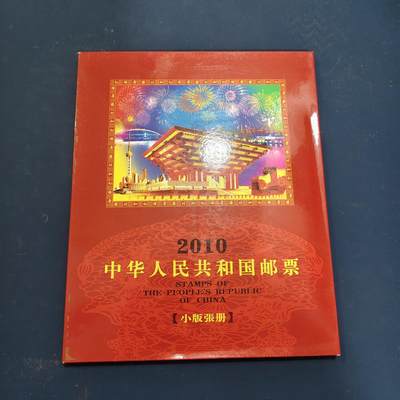 2010
中华人民共和国邮票
STAMPS OF
THE PEOPLE'S REPUBLIC
OF CHINA
【小版張册】